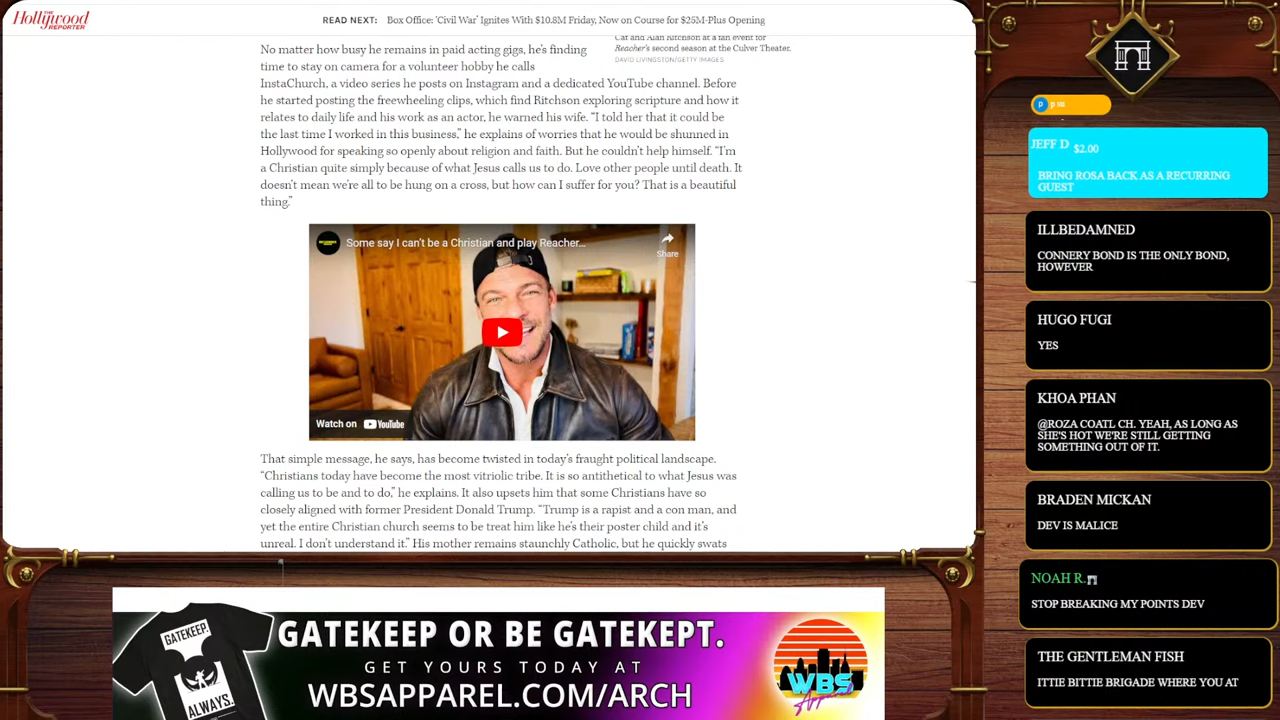 THE
Hollywood
REPORTER
READ NEXT: Box Office: 'Civil War' Ignites With $10.8M Friday, Now on Course for $25M-Plus Opening
Cat and Alan Ritchson at a fan event for
Reacher's second season at the Culver Theater.
DAVID LIVINGSTON/GETTY IMAGES
No matter how busy he remains in paid acting gigs, he's finding
time to stay on camera for a volunteer hobby he calls
InstaChurch, a video series he posts on Instagram and a dedicated YouTube channel. Before
he started posting the freewheeling clips, which find Ritchson exploring scripture and how it
relates to daily life and his work as an actor, he warned his wife. "I told her that it could be
the last time I worked in this business," he explains of worries that he would be shunned in
Hollywood for speaking so openly about religion and faith. But he couldn't help himself. "I'm
a Christian quite simply because of what Jesus calls us to do. Love other people until death. It
doesn't mean we're all to be hung on a cross, but how can I suffer for you? That is a beautiful
thing."
Some say I can't be a Christian and play Reacher...
Share
Watch on YouTube
That simple message, he says, has become twisted in today's fraught political landscape.
"Christians today have become the most vitriolic tribe. It is so antithetical to what Jesus was
calling us to be and to do," he explains. It also upsets him that some Christians have so
closely aligned with former President Donald Trump. "Trump is a rapist and a con man, and
yet the entire Christian church seems to be treat him like he's their poster child and it's
unreal. I don't understand it." His mother remains staunchly Catholic, but he quickly swats
GATEKEEP
ALWAYS
GATEKEEP OR BE GATEKEPT.
GET YOURS TODAY AT
WBSAPPAREL.COM/ARCH
WBS
Apparel
JEFF D $2.00
BRING ROSA BACK AS A RECURRING
GUEST
ILLBEDAMNED
CONNERY BOND IS THE ONLY BOND,
HOWEVER
HUGO FUGI
YES
KHOA PHAN
@ROZA COATL CH. YEAH, AS LONG AS
SHE'S HOT WE'RE STILL GETTING
SOMETHING OUT OF IT.
BRADEN MICKAN
DEV IS MALICE
NOAH R.
STOP BREAKING MY POINTS DEV
THE GENTLEMAN FISH
ITTIE BITTIE BRIGADE WHERE YOU AT